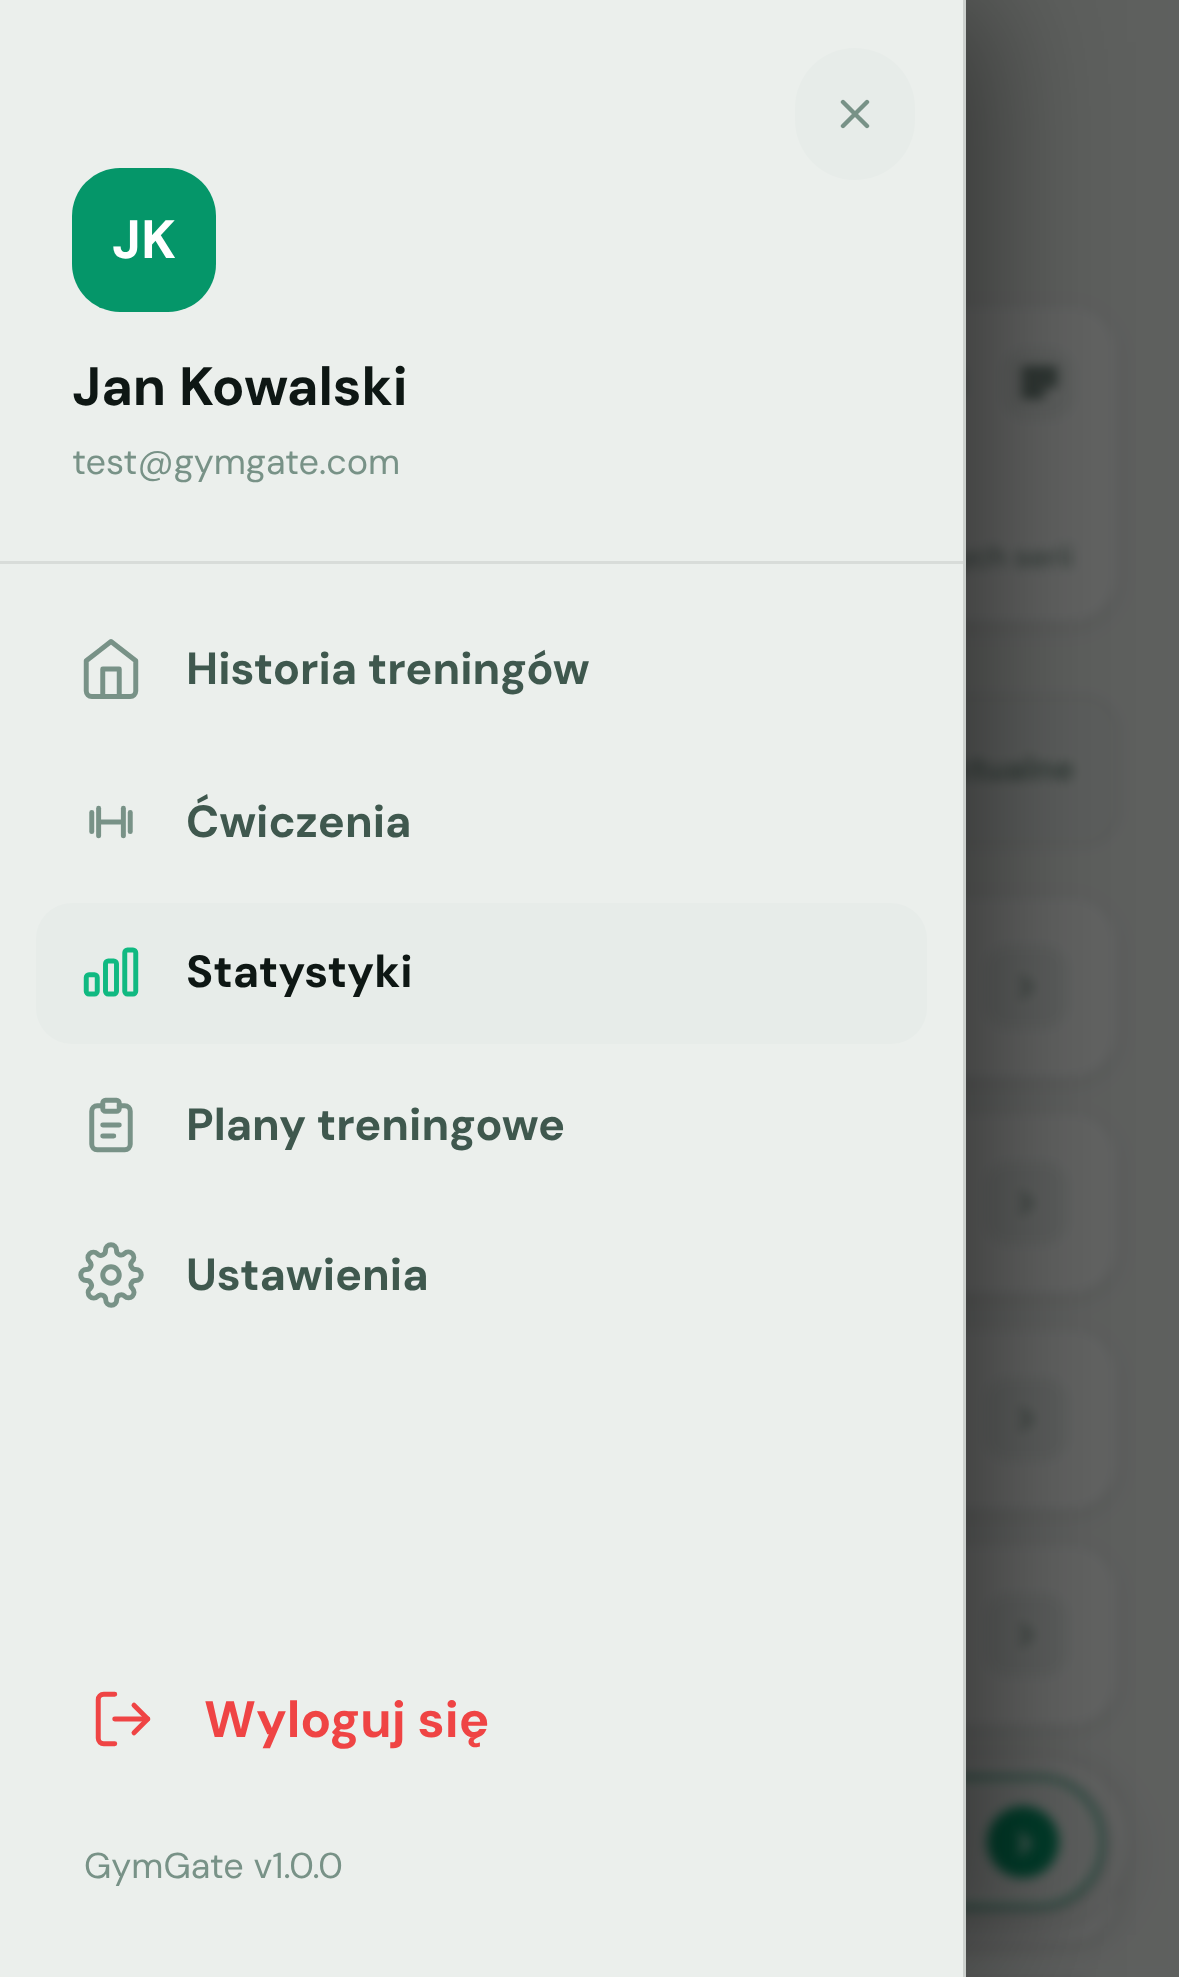 JK
Jan Kowalski
test@gymgate.com
Historia treningów
Ćwiczenia
Statystyki
Plany treningowe
Ustawienia
Wyloguj się
GymGate v1.0.0